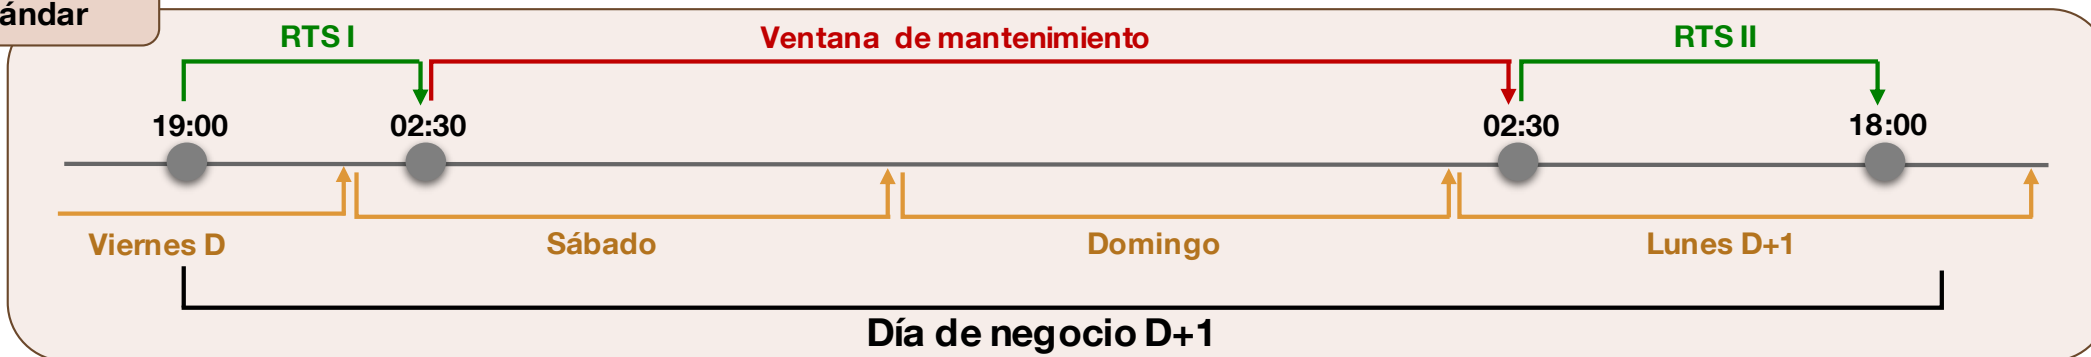 ándar
RTS I
Ventana de mantenimiento
RTS II
19:00
02:30
02:30
18:00
Viernes D
Sábado
Domingo
Lunes D+1
Día de negocio D+1